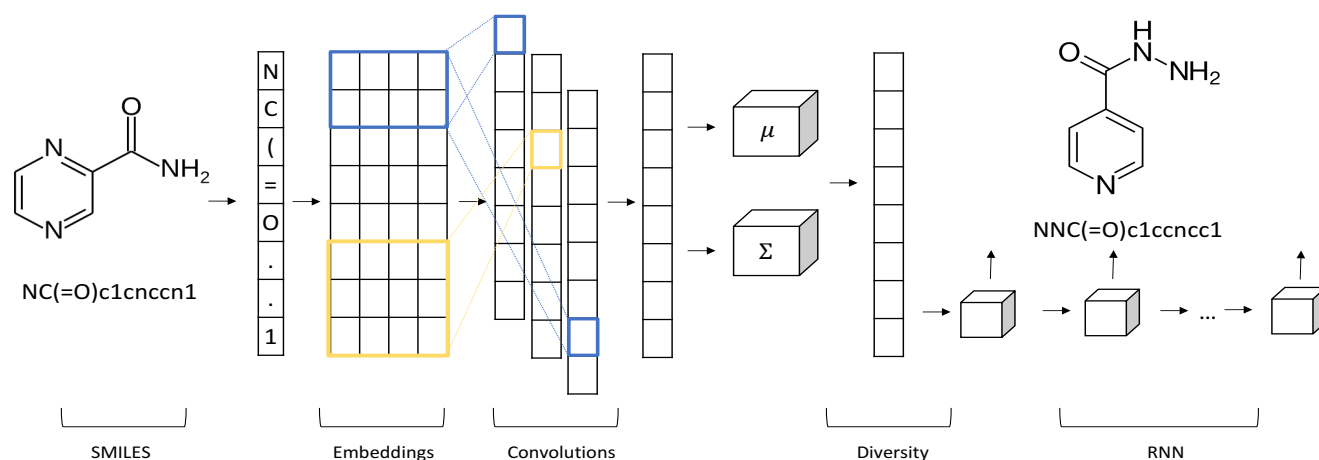 O
N
NH2
N
NC(=O)c1cnccn1
N
C
(
=
O
.
.
1
μ
Σ
H
O
N
NH2
N
NNC(=O)c1ccncc1
...
SMILES
Embeddings
Convolutions
Diversity
RNN